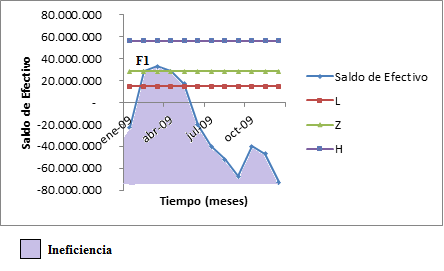 80.000.000
60.000.000
40.000.000
20.000.000
-
-20.000.000
-40.000.000
-60.000.000
-80.000.000
Saldo de Efectivo
F1
ene-09
abr-09
jul-09
oct-09
Tiempo (meses)
Saldo de Efectivo
L
Z
H
Ineficiencia